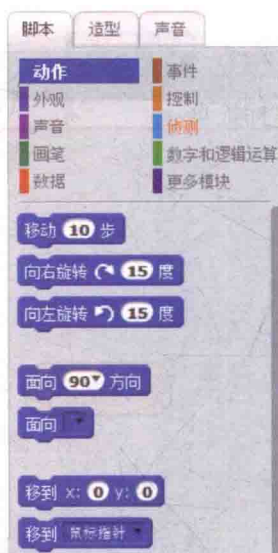 脚本 造型 声音
动作 事件
外观 控制
声音 侦测
画笔 数字和逻辑运算
数据 更多模块
移动 10 步
向右旋转 15 度
向左旋转 15 度
面向 90 方向
面向
移到 x: 0 y: 0
移到 鼠标指针